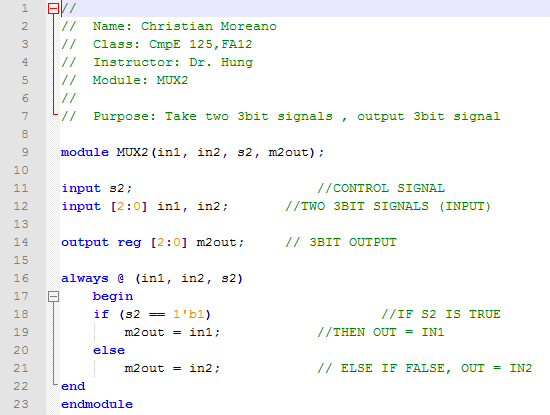 1 //
2 // Name: Christian Moreano
3 // Class: CmpE 125,FA12
4 // Instructor: Dr. Hung
5 // Module: MUX2
6 //
7 // Purpose: Take two 3bit signals , output 3bit signal
8
9 module MUX2(in1, in2, s2, m2out);
10
11 input s2; //CONTROL SIGNAL
12 input [2:0] in1, in2; //TWO 3BIT SIGNALS (INPUT)
13
14 output reg [2:0] m2out; // 3BIT OUTPUT
15
16 always @ (in1, in2, s2)
17 begin
18 if (s2 == 1'b1) //IF S2 IS TRUE
19 m2out = in1; //THEN OUT = IN1
20 else
21 m2out = in2; // ELSE IF FALSE, OUT = IN2
22 end
23 endmodule